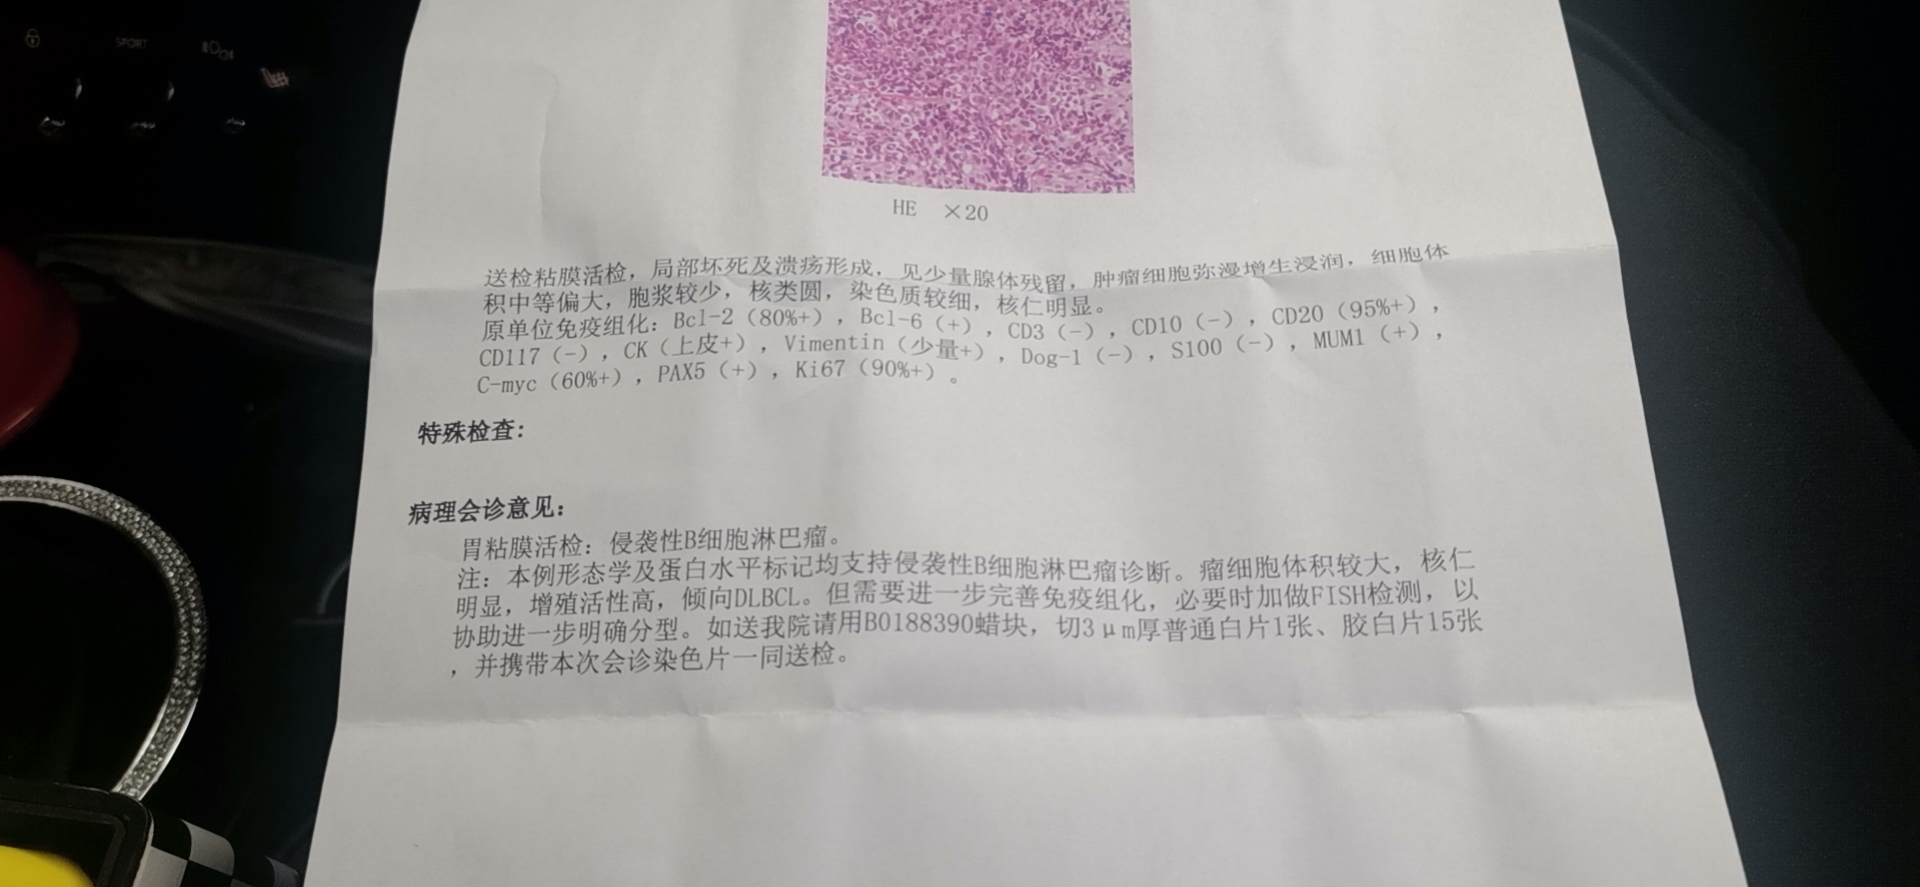 SPORT
HE ×20
送检粘膜活检，局部坏死及溃疡形成，见少量腺体残留，肿瘤细胞弥漫增生浸润，细胞体
积中等偏大，胞浆较少，核类圆，染色质较细，核仁明显。
原单位免疫组化：Bcl-2（80%+），Bcl-6（+），CD3（-），CD10（-），CD20（95%+），
CD117（-），CK（上皮+），Vimentin（少量+），Dog-1（-），S100（-），MUM1（+），
C-myc（60%+），PAX5（+），Ki67（90%+）。
特殊检查：
病理会诊意见：
胃粘膜活检：侵袭性B细胞淋巴瘤。
注：本例形态学及蛋白水平标记均支持侵袭性B细胞淋巴瘤诊断。瘤细胞体积较大，核仁
明显，增殖活性高，倾向DLBCL。但需要进一步完善免疫组化，必要时加做FISH检测，以
协助进一步明确分型。如送我院请用B0188390蜡块，切3μm厚普通白片1张、胶白片15张
，并携带本次会诊染色片一同送检。